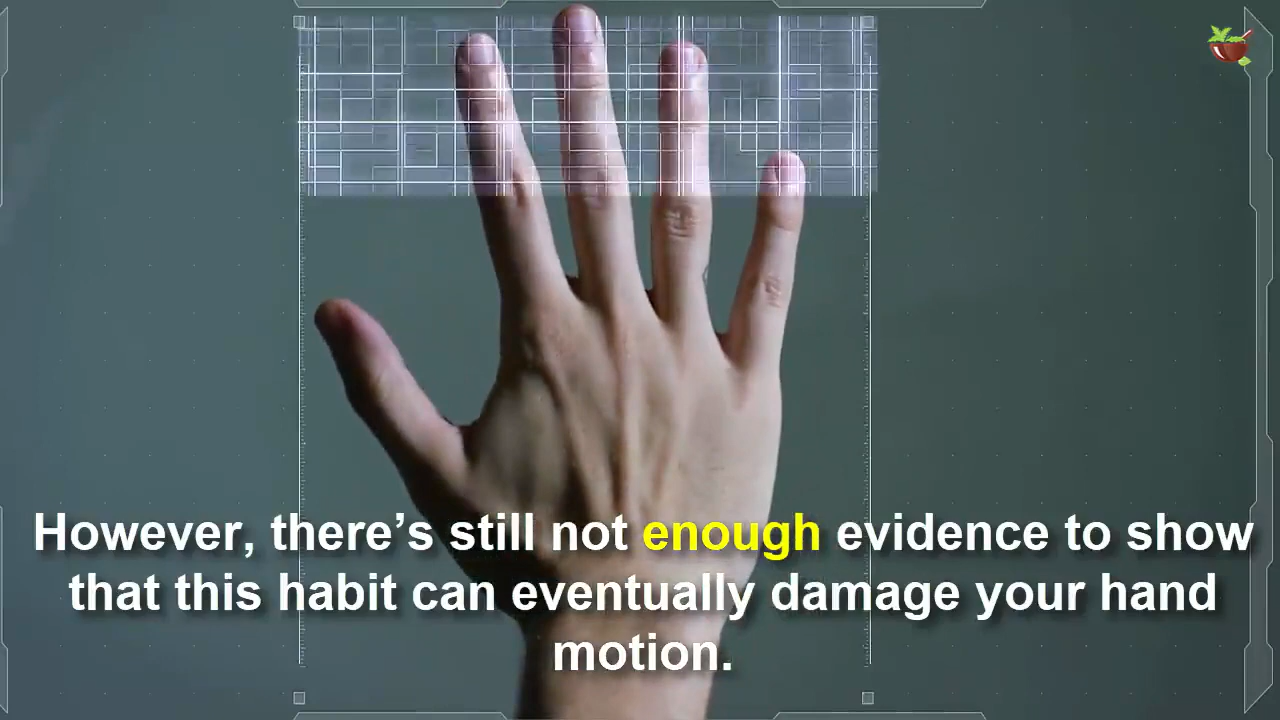 However, there’s still not enough evidence to show
that this habit can eventually damage your hand
motion.